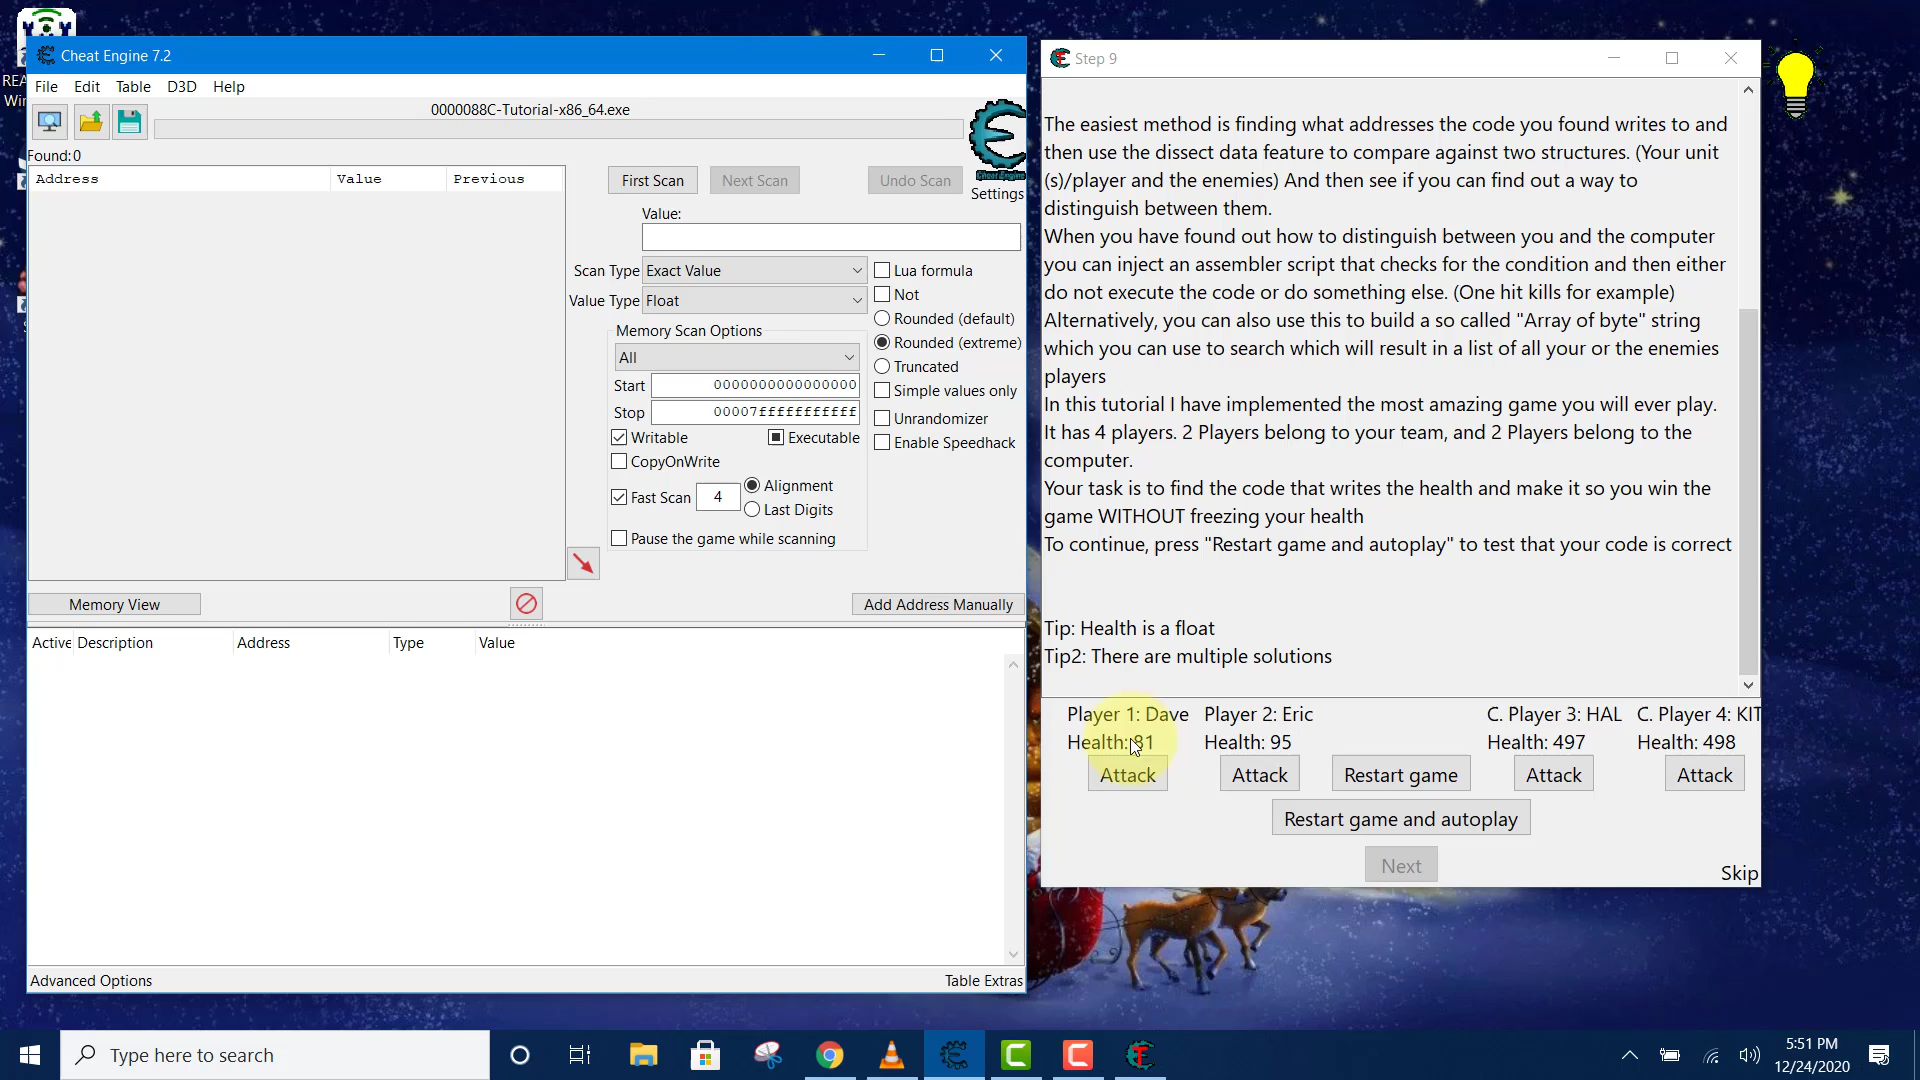 REA
Win
Cheat Engine 7.2
File Edit Table D3D Help
0000088C-Tutorial-x86_64.exe
Found:0
Address Value Previous
First Scan Next Scan Undo Scan
Cheat Engine
Settings
Value:
Scan Type Exact Value
Value Type Float
Lua formula
Not
Rounded (default)
Rounded (extreme)
Truncated
Simple values only
Unrandomizer
Enable Speedhack
Memory Scan Options
All
Start 0000000000000000
Stop 00007fffffffffff
Writable Executable
CopyOnWrite
Fast Scan 4 Alignment
Last Digits
Pause the game while scanning
Memory View Add Address Manually
Active Description Address Type Value
Advanced Options Table Extras
Step 9
The easiest method is finding what addresses the code you found writes to and
then use the dissect data feature to compare against two structures. (Your unit
(s)/player and the enemies) And then see if you can find out a way to
distinguish between them.
When you have found out how to distinguish between you and the computer
you can inject an assembler script that checks for the condition and then either
do not execute the code or do something else. (One hit kills for example)
Alternatively, you can also use this to build a so called "Array of byte" string
which you can use to search which will result in a list of all your or the enemies
players
In this tutorial I have implemented the most amazing game you will ever play.
It has 4 players. 2 Players belong to your team, and 2 Players belong to the
computer.
Your task is to find the code that writes the health and make it so you win the
game WITHOUT freezing your health
To continue, press "Restart game and autoplay" to test that your code is correct
Tip: Health is a float
Tip2: There are multiple solutions
Player 1: Dave Player 2: Eric C. Player 3: HAL C. Player 4: KIT
Health: 81 Health: 95 Health: 497 Health: 498
Attack Attack Restart game Attack Attack
Restart game and autoplay
Next
Skip
Type here to search
5:51 PM
12/24/2020